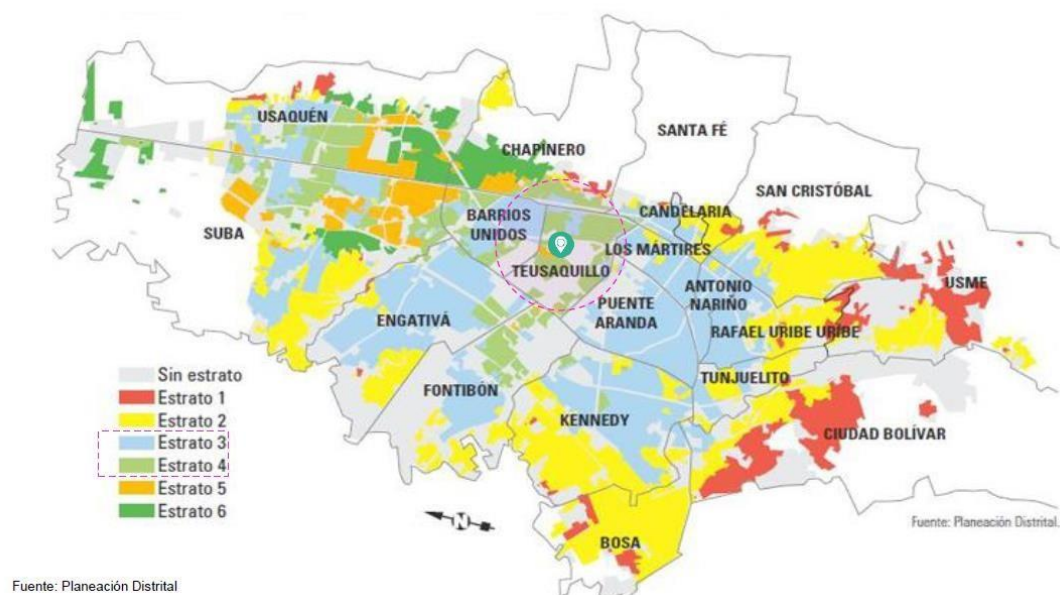 USAQUÉN
CHAPINERO
SANTA FÉ
SAN CRISTÓBAL
SUBA
BARRIOS
UNIDOS
CANDELARIA
LOS MÁRTIRES
TEUSAQUILLO
ANTONIO
NARIÑO
USME
ENGATIVÁ
PUENTE
ARANDA
RAFAEL URIBE URIBE
FONTIBÓN
TUNJUELITO
KENNEDY
CIUDAD BOLÍVAR
BOSA
Sin estrato
Estrato 1
Estrato 2
Estrato 3
Estrato 4
Estrato 5
Estrato 6
N
Fuente: Planeación Distrital.
Fuente: Planeación Distrital